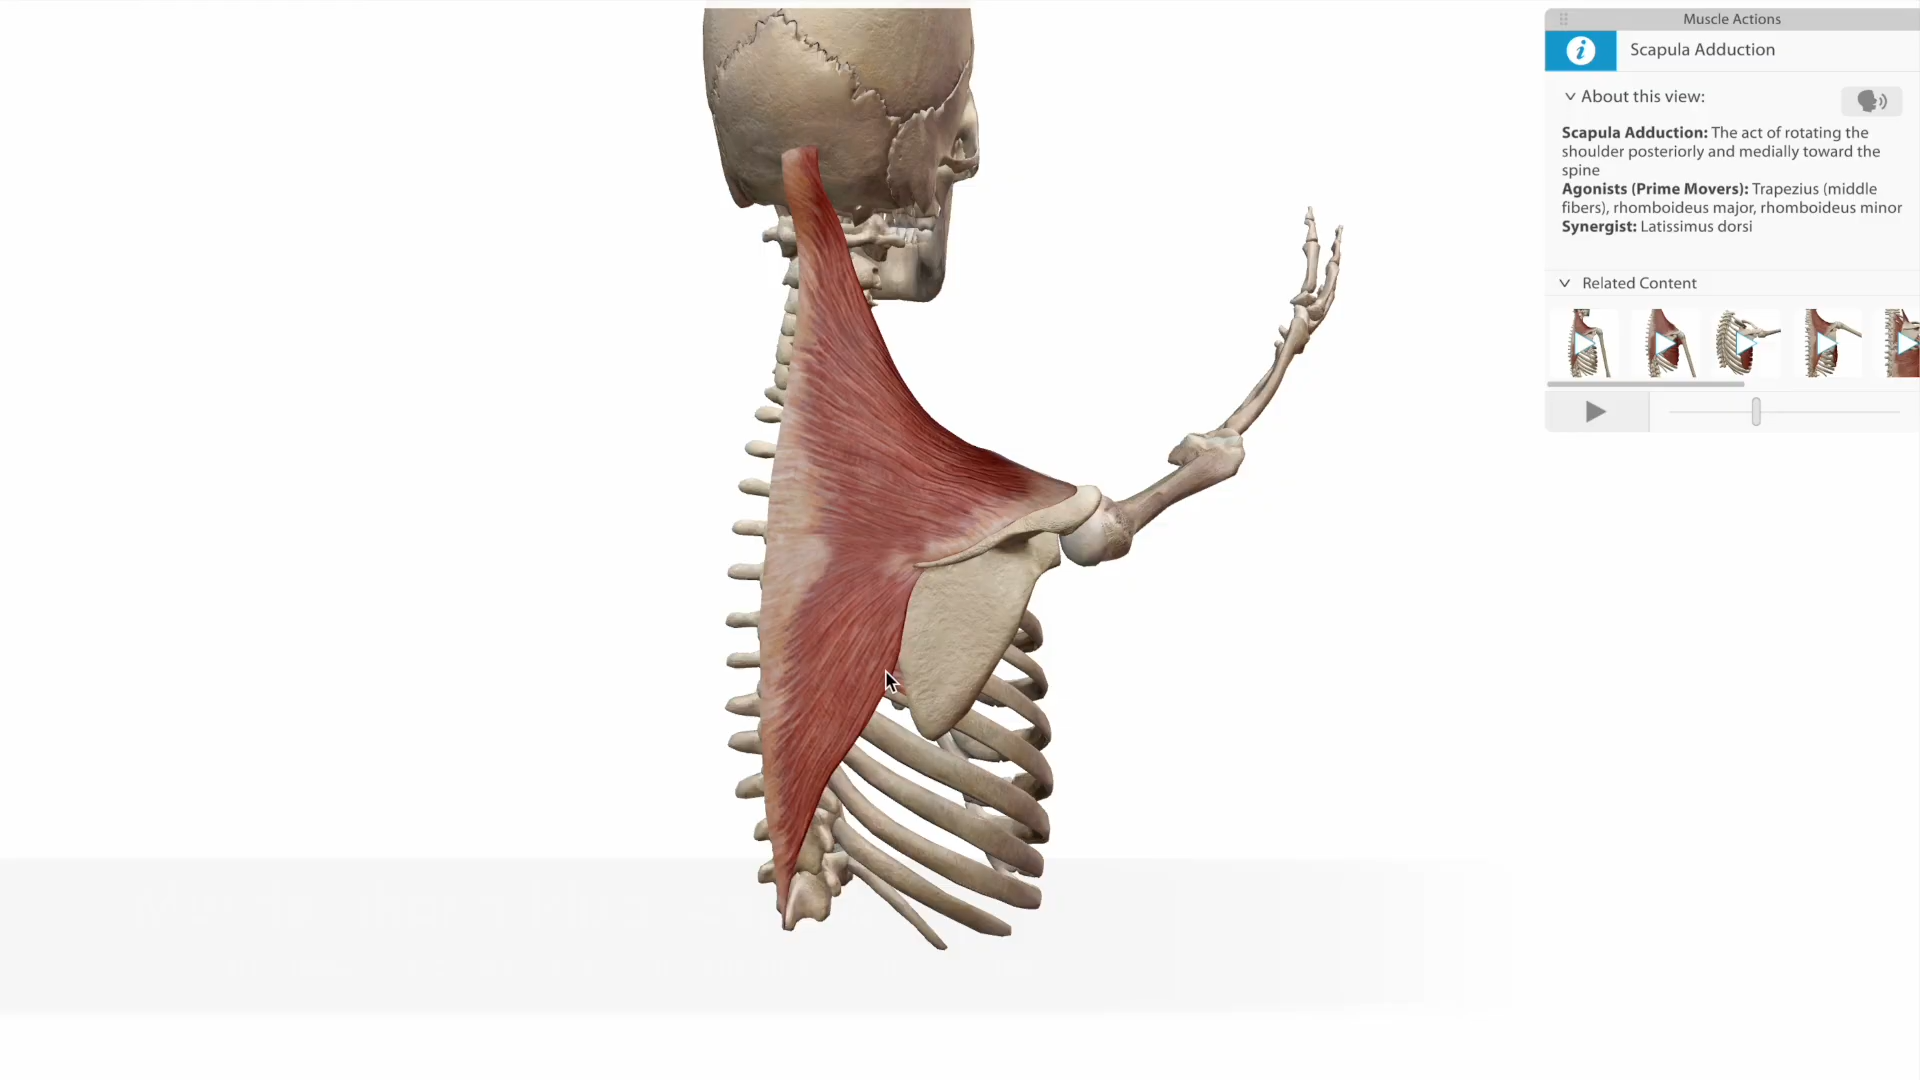 Muscle Actions
Scapula Adduction
About this view:
Scapula Adduction: The act of rotating the
shoulder posteriorly and medially toward the
spine
Agonists (Prime Movers): Trapezius (middle
fibers), rhomboideus major, rhomboideus minor
Synergist: Latissimus dorsi
Related Content